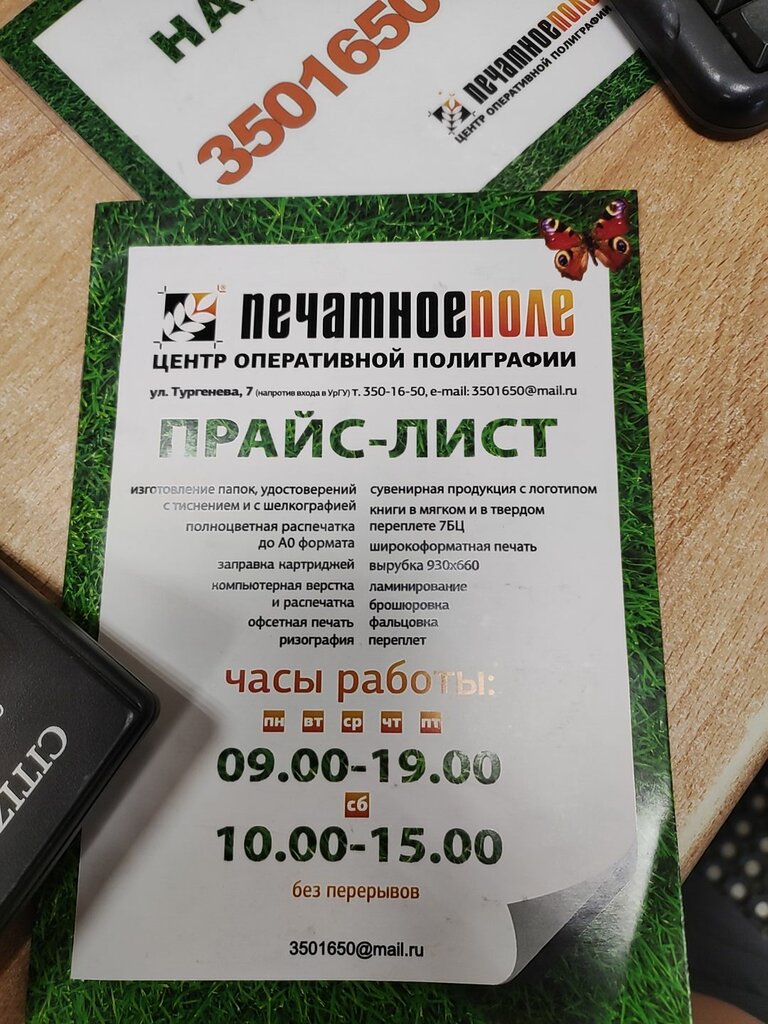 НА
3501650
печатноеполе
ЦЕНТР ОПЕРАТИВНОЙ ПОЛИГРАФИИ
печатноеполе
ЦЕНТР ОПЕРАТИВНОЙ ПОЛИГРАФИИ
ул. Тургенева, 7 (напротив входа в УрГУ) т. 350-16-50, e-mail: 3501650@mail.ru
ПРАЙС-ЛИСТ
изготовление папок, удостоверений
с тиснением и с шелкографией
полноцветная распечатка
до А0 формата
заправка картриджей
компьютерная верстка
и распечатка
офсетная печать
ризография
сувенирная продукция с логотипом
книги в мягком и в твердом
переплете 7БЦ
широкоформатная печать
вырубка 930х660
ламинирование
брошюровка
фальцовка
переплет
часы работы:
пн вт ср чт пт
09.00-19.00
сб
10.00-15.00
без перерывов
3501650@mail.ru
CITIZ